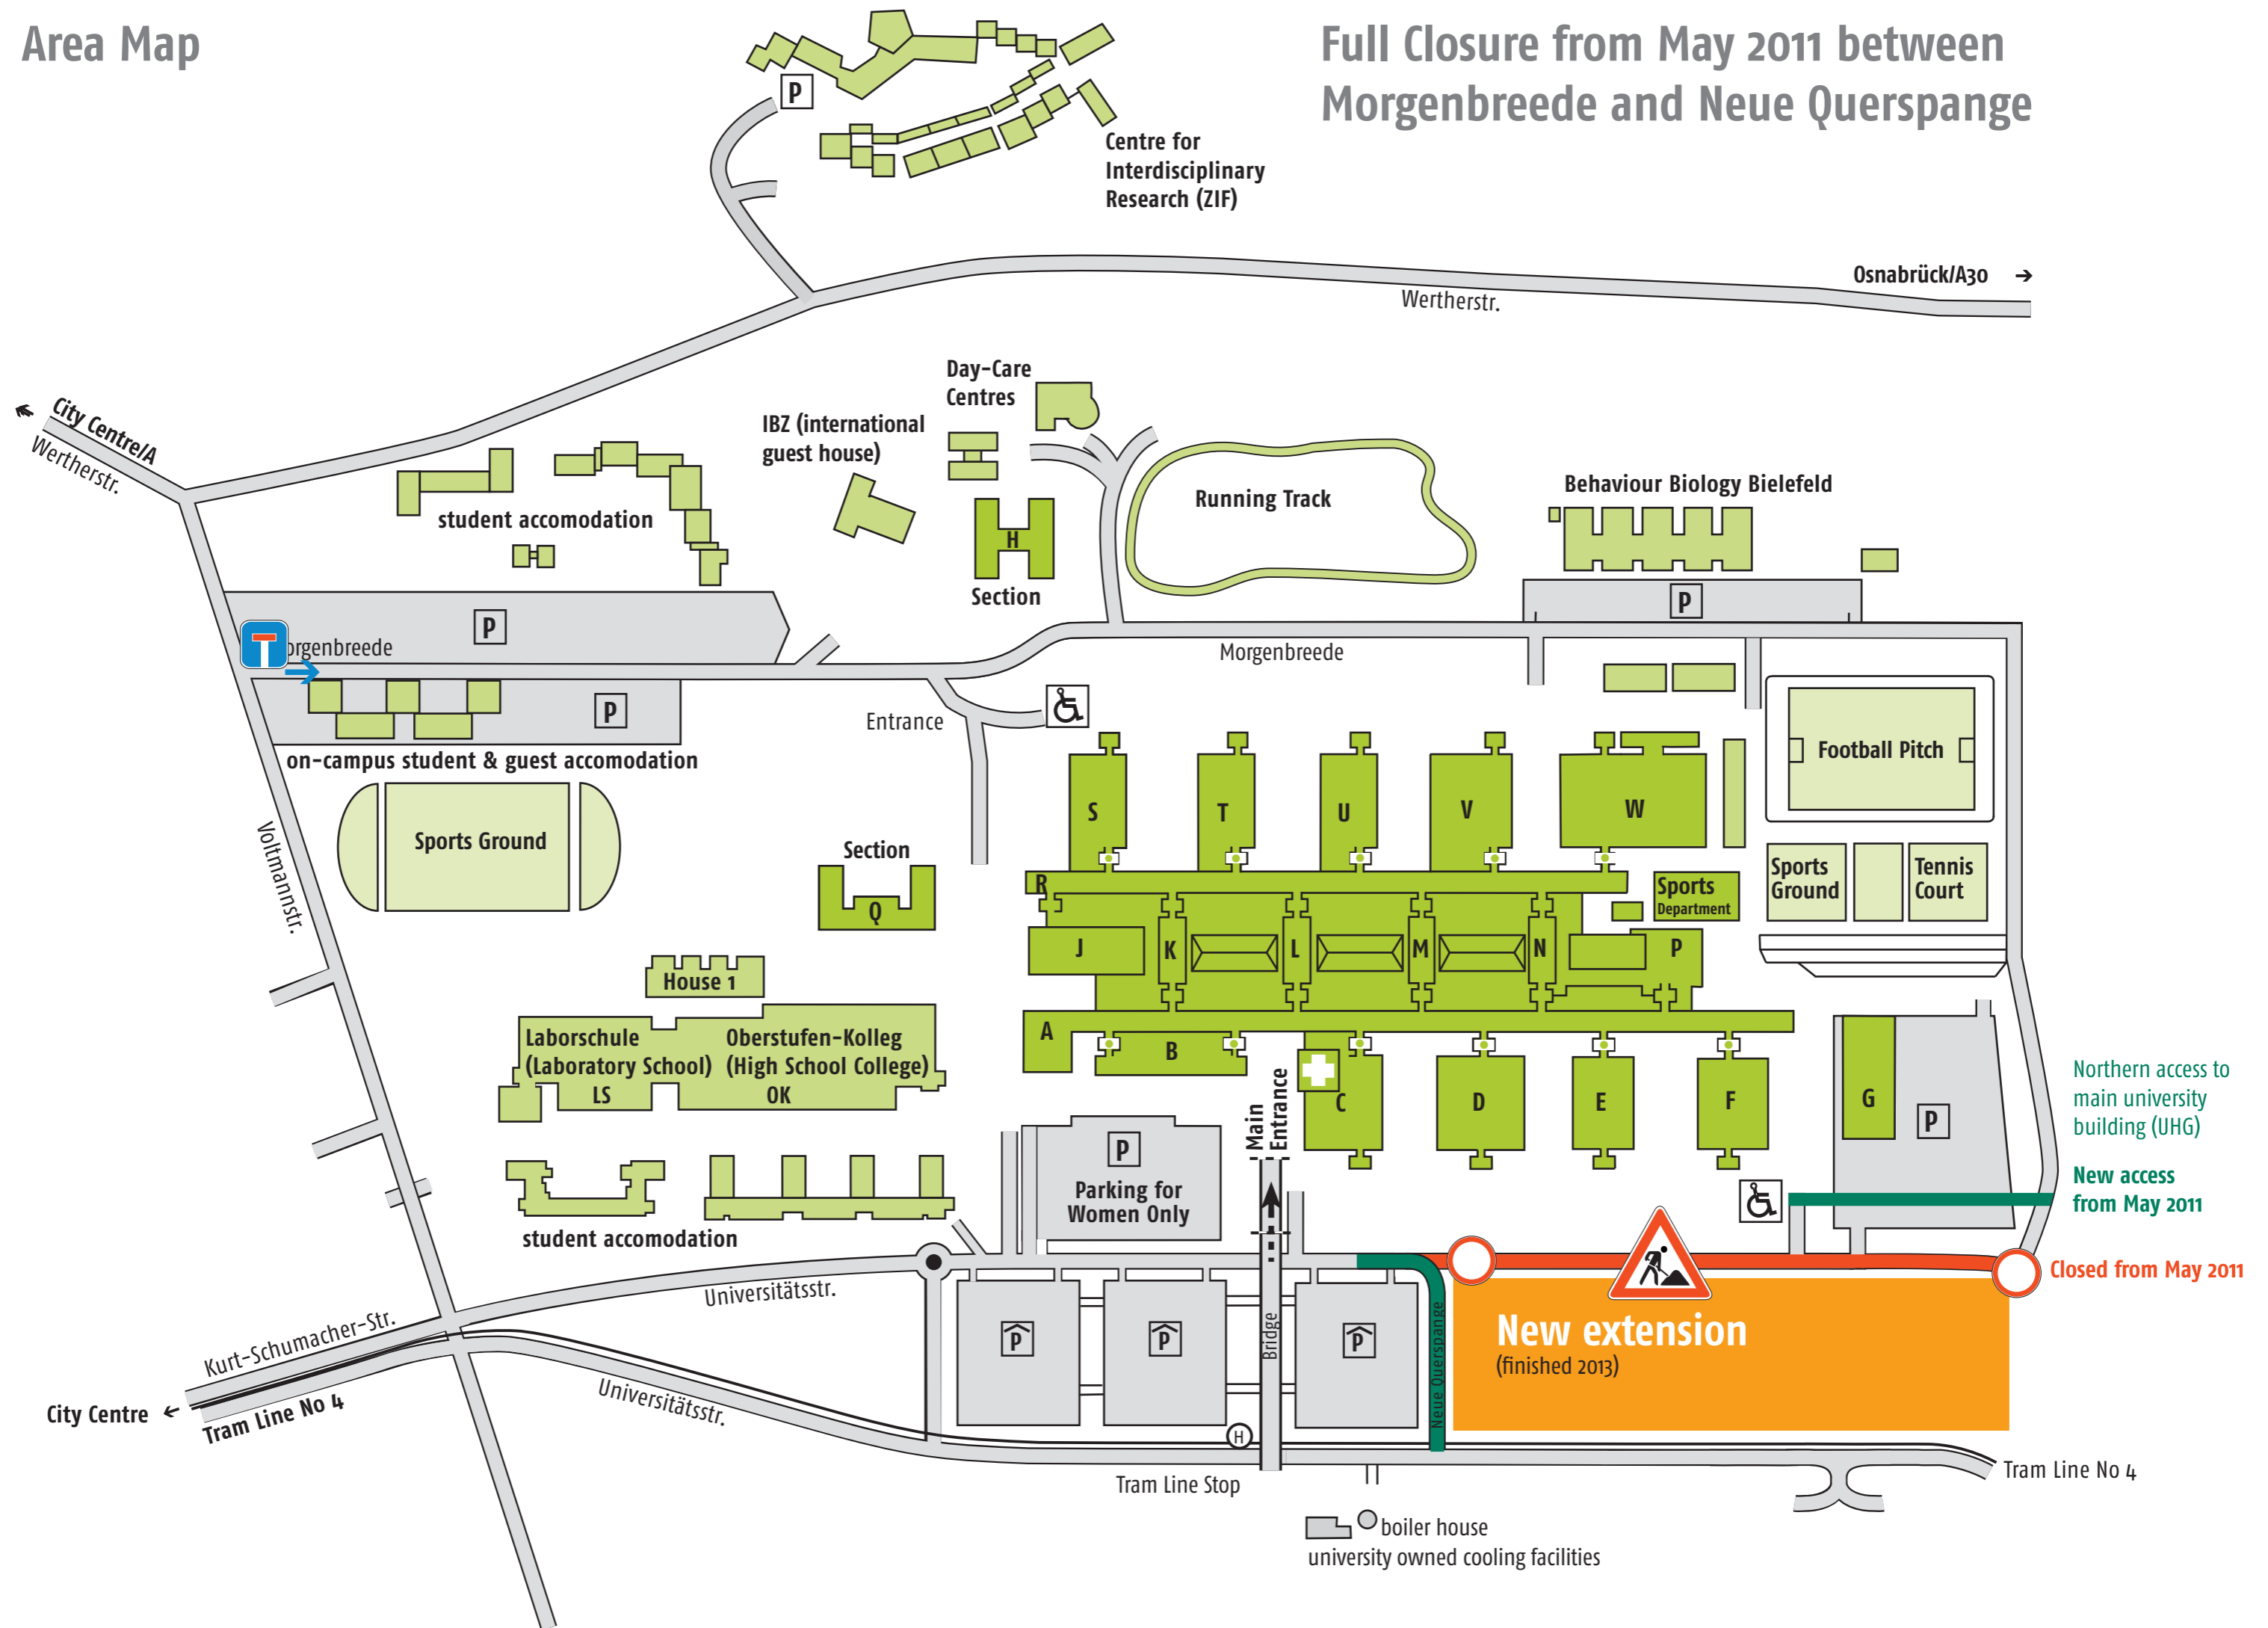 Area Map
Full Closure from May 2011 between
Morgenbreede and Neue Querspange
P
Centre for
Interdisciplinary
Research (ZIF)
Osnabrück/A30 →
Wertherstr.
City Centre/A
Wertherstr.
Day-Care
Centres
IBZ (international
guest house)
H
Section
Running Track
Behaviour Biology Bielefeld
P
student accomodation
P
orgenbreede
Morgenbreede
P
Entrance
on-campus student & guest accomodation
Sports Ground
Voltmannstr.
Football Pitch
S
T
U
V
W
Section
Q
R
Sports
Department
Sports
Ground
Tennis
Court
J
K
L
M
N
P
House 1
A
B
C
D
E
F
G
P
Laborschule
(Laboratory School)
LS
Oberstufen-Kolleg
(High School College)
OK
Main
Entrance
P
Parking for
Women Only
Northern access to
main university
building (UHG)
New access
from May 2011
student accomodation
Closed from May 2011
Universitätsstr.
Kurt-Schumacher-Str.
City Centre ←
Tram Line No 4
Universitätsstr.
P
P
P
Bridge
Neue Querspange
New extension
(finished 2013)
H
Tram Line Stop
Tram Line No 4
boiler house
university owned cooling facilities